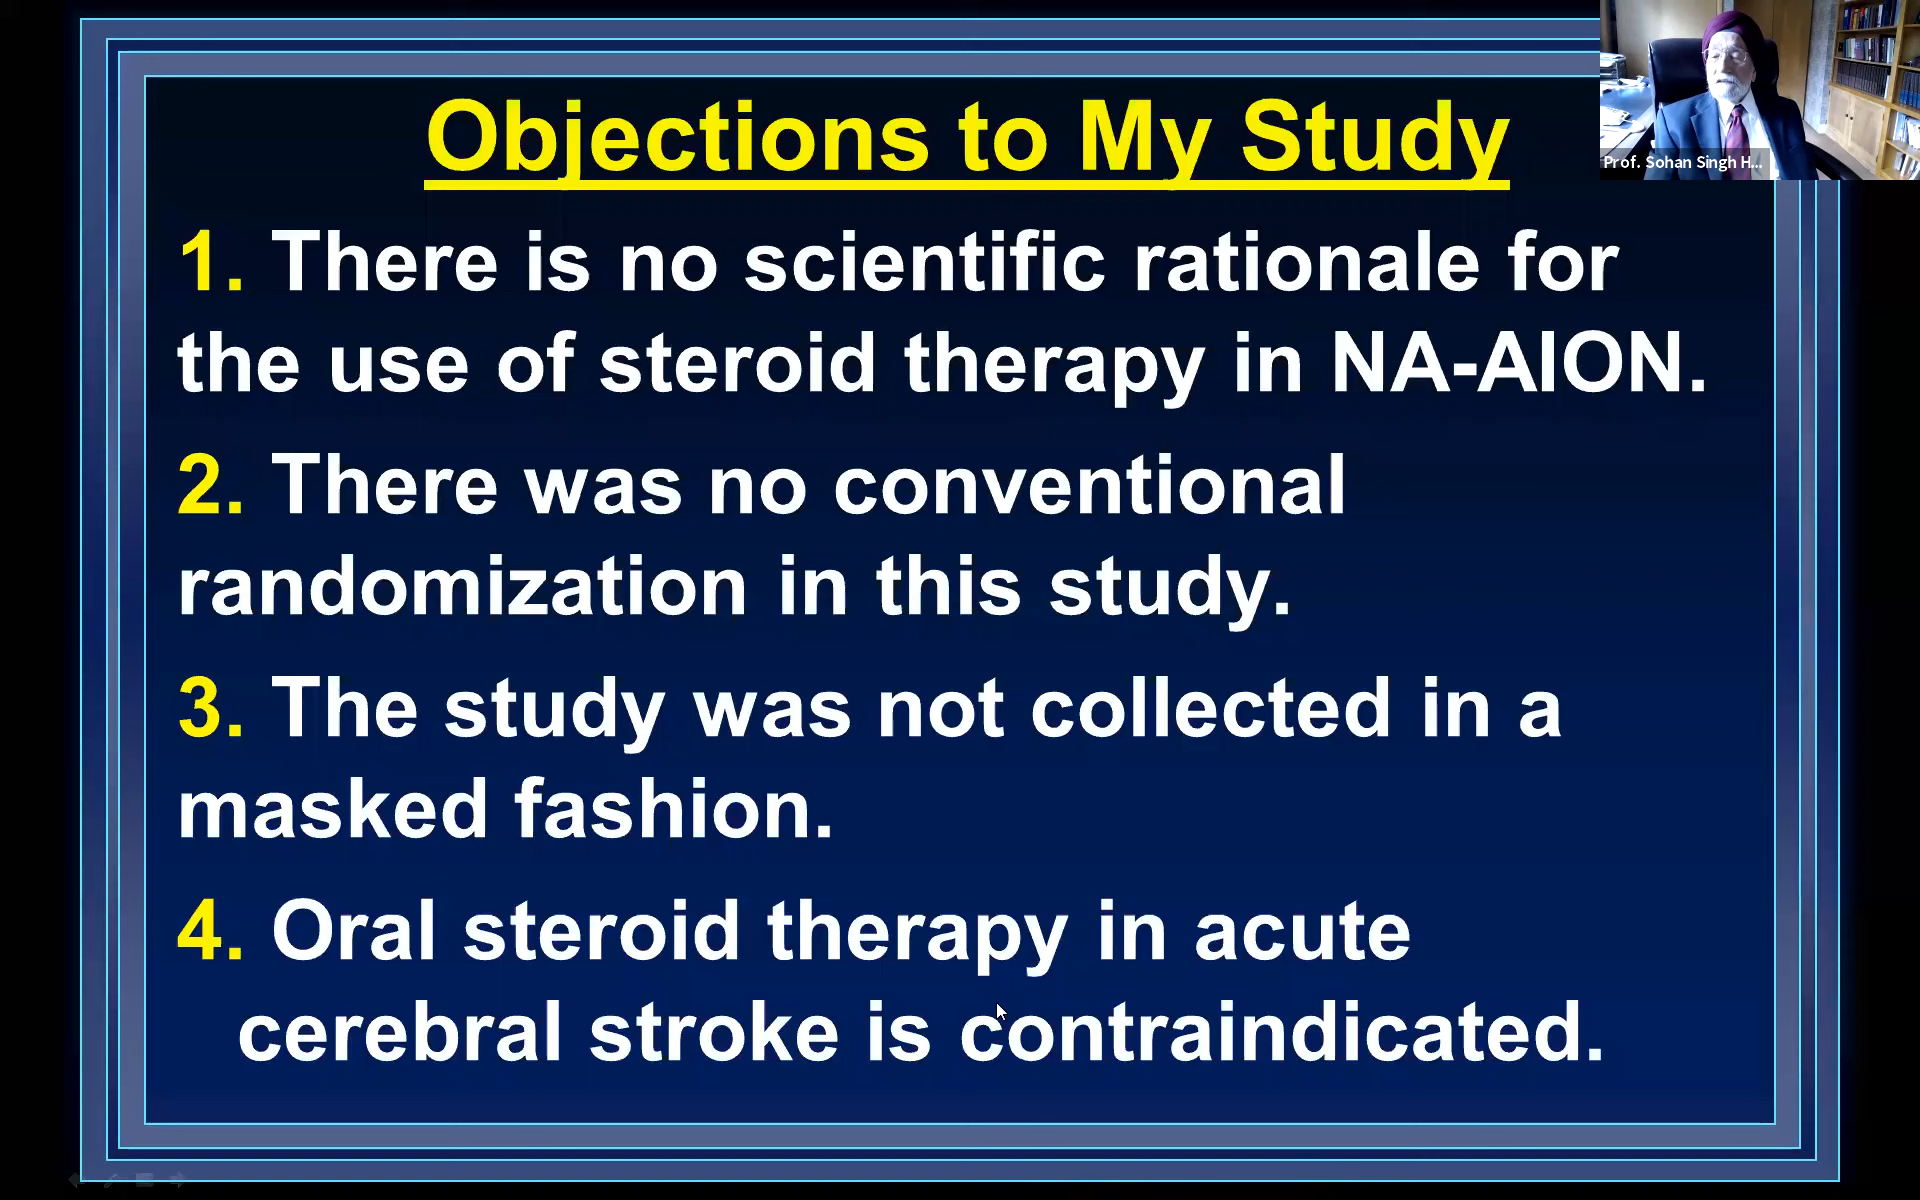 Objections to My Study
Prof. Sohan Singh H...
1. There is no scientific rationale for
the use of steroid therapy in NA-AION.
2. There was no conventional
randomization in this study.
3. The study was not collected in a
masked fashion.
4. Oral steroid therapy in acute
cerebral stroke is contraindicated.